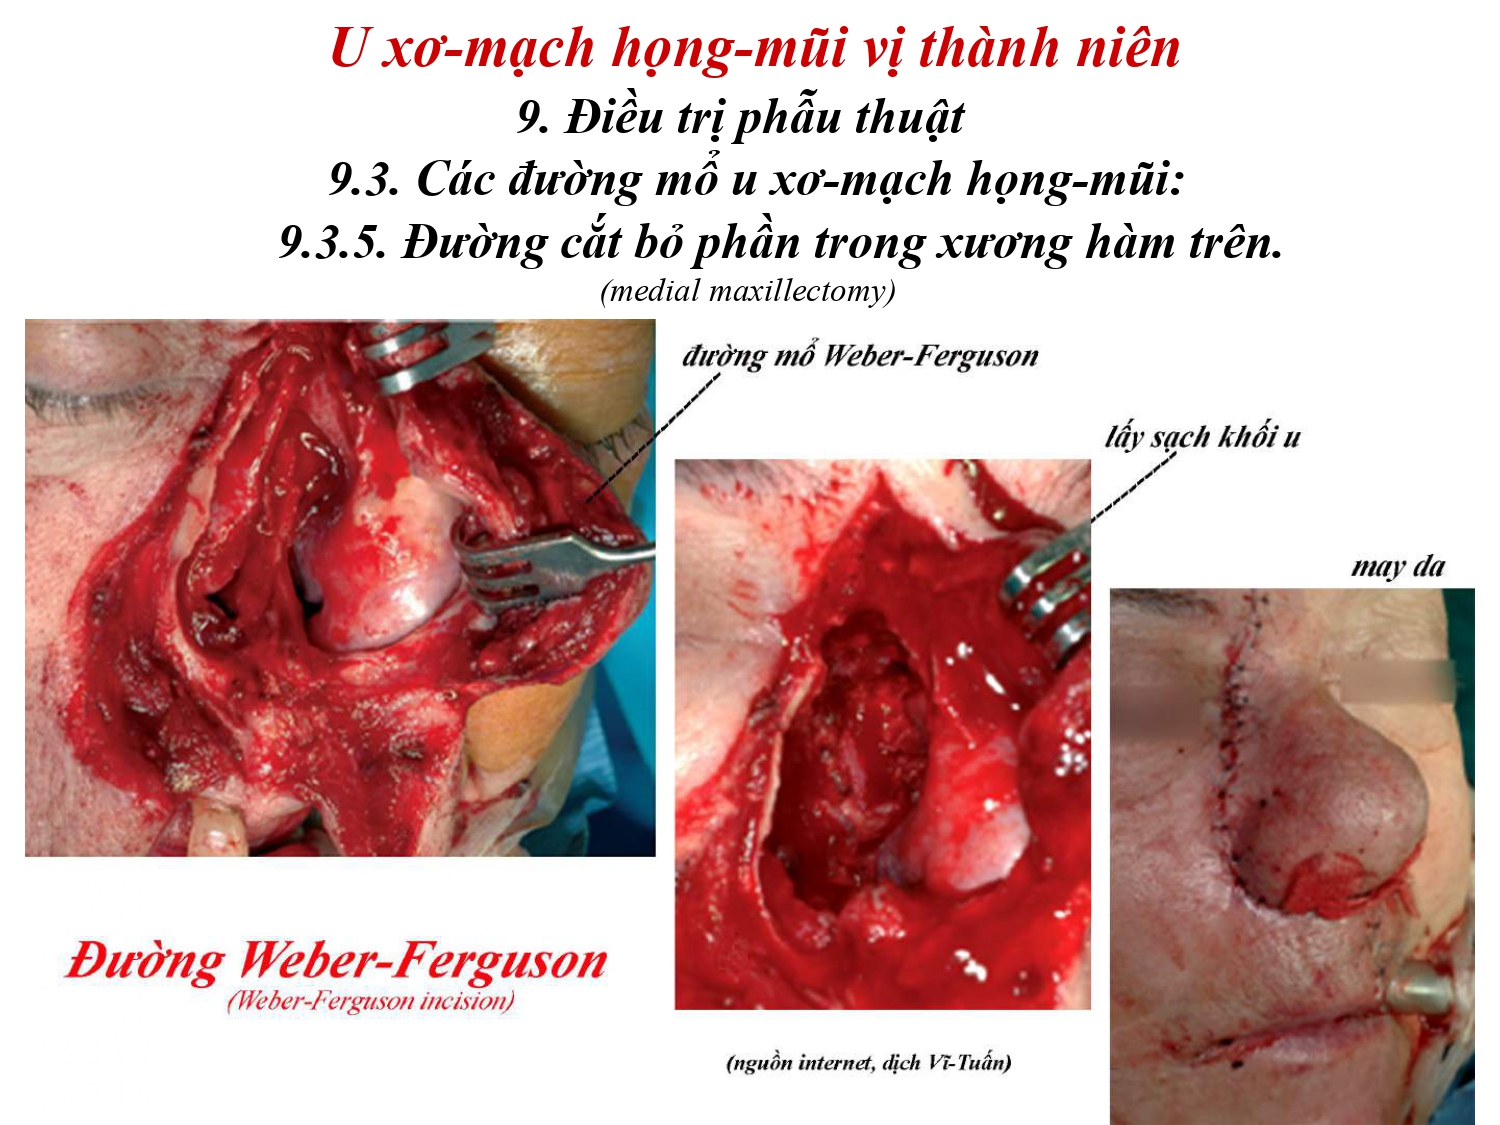 U xơ-mạch họng-mũi vị thành niên
9. Điều trị phẫu thuật
9.3. Các đường mổ u xơ-mạch họng-mũi:
9.3.5. Đường cắt bỏ phần trong xương hàm trên.
(medial maxillectomy)
đường mổ Weber-Ferguson
lấy sạch khối u
may da
Đường Weber-Ferguson
(Weber-Ferguson incision)
(nguồn internet, dịch Vĩ-Tuấn)